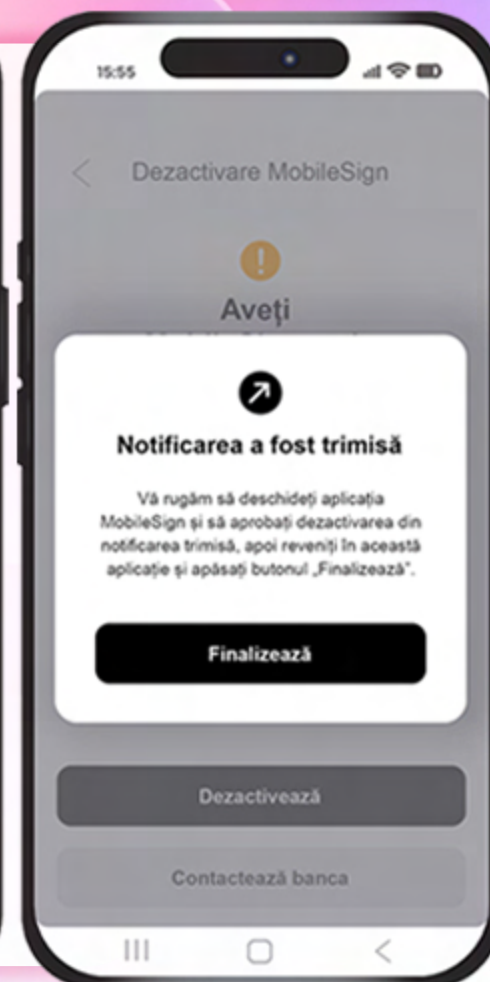 15:55
Dezactivare MobileSign
Aveți
Notificarea a fost trimisă
Vă rugăm să deschideți aplicația
MobileSign și să aprobați dezactivarea din
notificarea trimisă, apoi reveniți în această
aplicație și apăsați butonul „Finalizează”.
Finalizează
Dezactivează
Contactează banca